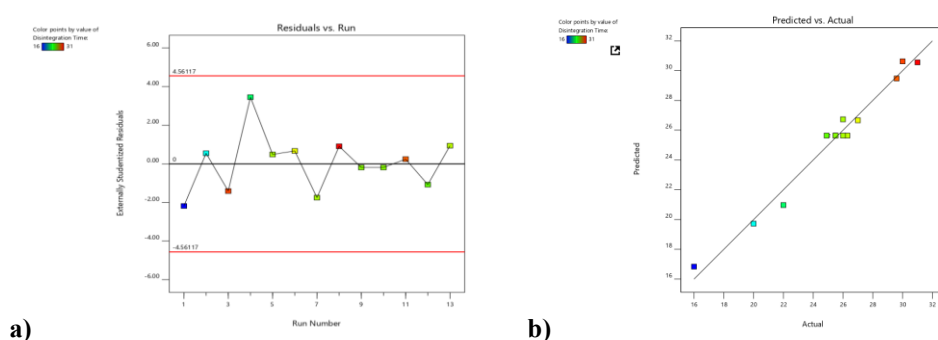 Color points by value of
Disintegration Time:
16 31
Residuals vs. Run
Externally Studentized Residuals
6.00
4.00
2.00
0.00
-2.00
-4.00
-6.00
4.56117
0
-4.56117
1 3 5 7 9 11 13
Run Number
a)
Color points by value of
Disintegration Time:
16 31
Predicted vs. Actual
Predicted
32
30
28
26
24
22
20
18
16
16 18 20 22 24 26 28 30 32
Actual
b)